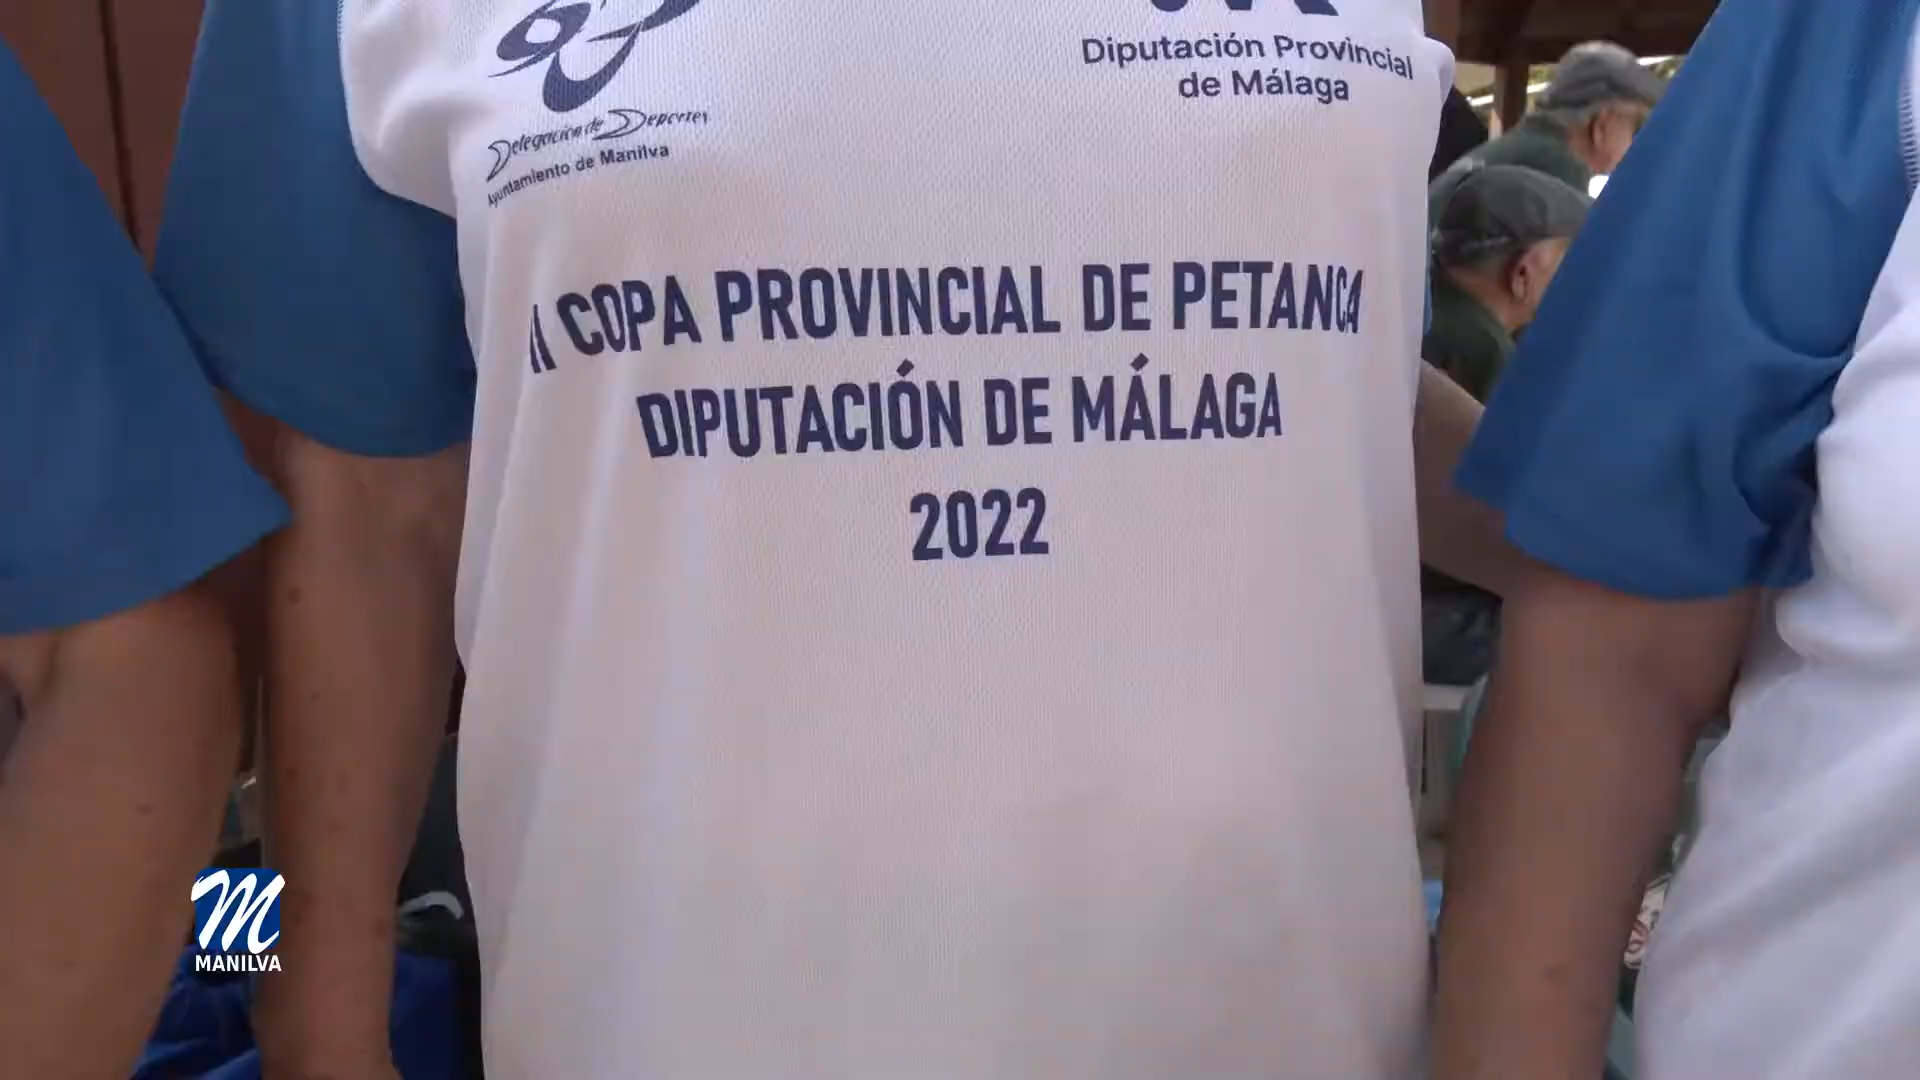 Delegación de Deportes
Ayuntamiento de Manilva
Diputación Provincial
de Málaga
II COPA PROVINCIAL DE PETANCA
DIPUTACIÓN DE MÁLAGA
2022
M
MANILVA